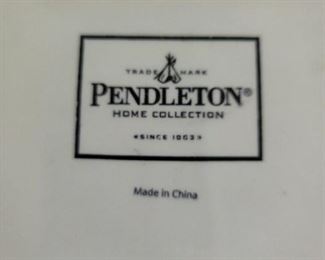 TRADE MARK
PENDLETON®
HOME COLLECTION
«SINCE 1863»
Made in China